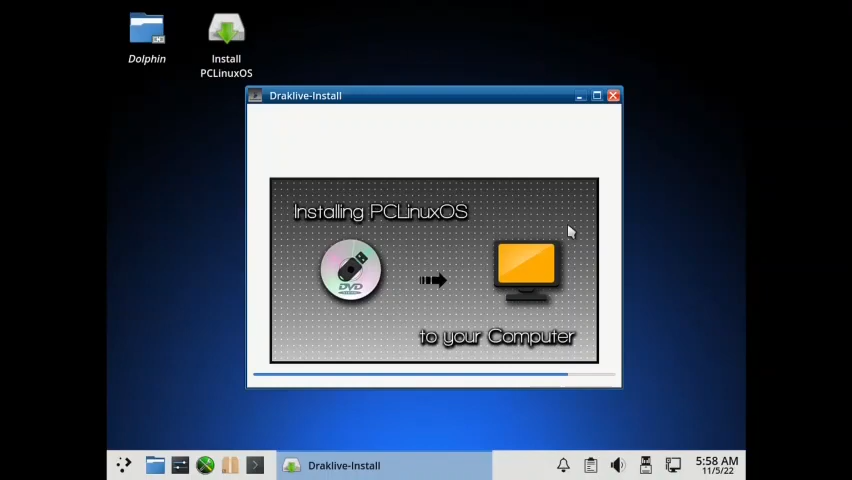 Dolphin
Install
PCLinuxOS
Draklive-Install
Installing PCLinuxOS
DVD
to your Computer
Draklive-Install
5:58 AM
11/5/22